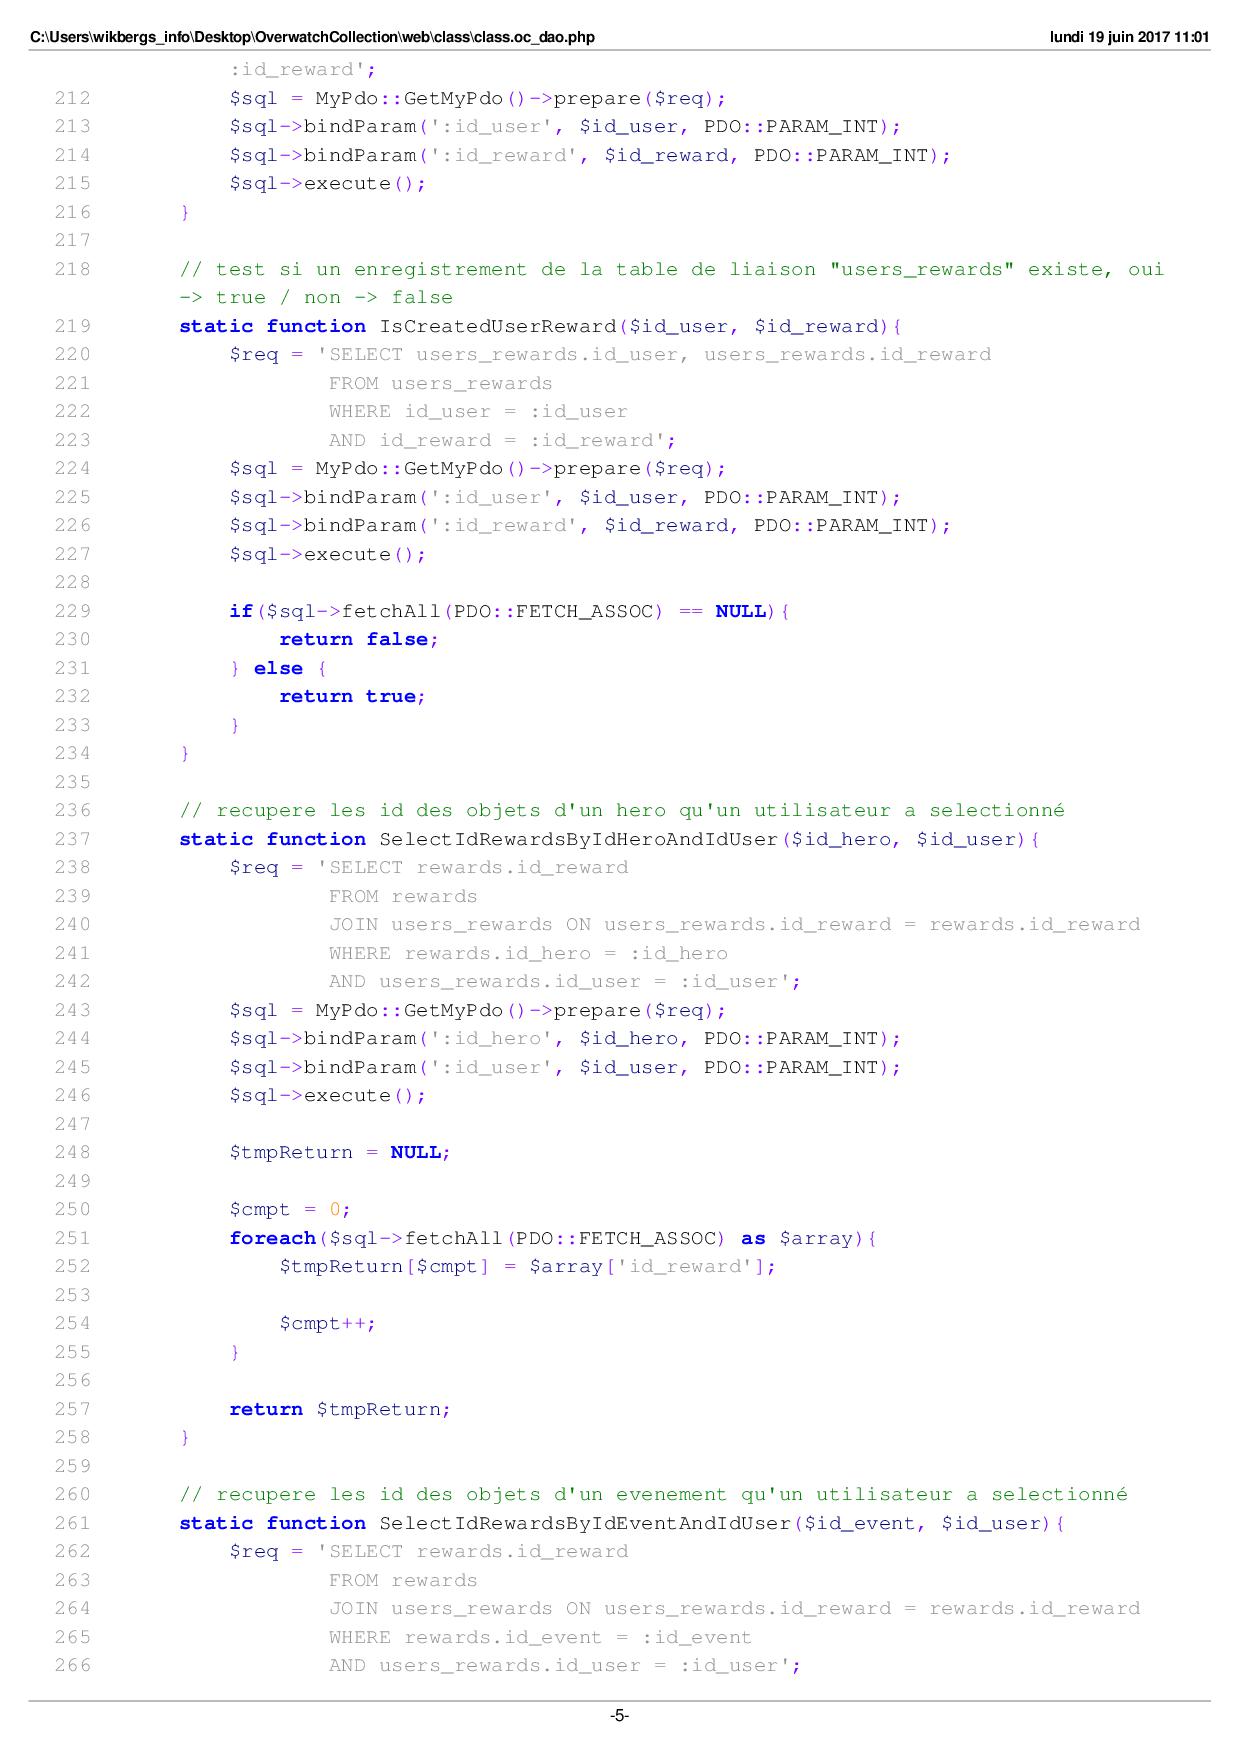 C:\Users\wikbergs_info\Desktop\OverwatchCollection\web\class\class.oc_dao.php lundi 19 juin 2017 11:01
:id_reward';
212 $sql = MyPdo::GetMyPdo()->prepare($req);
213 $sql->bindParam(':id_user', $id_user, PDO::PARAM_INT);
214 $sql->bindParam(':id_reward', $id_reward, PDO::PARAM_INT);
215 $sql->execute();
216 }
217
218 // test si un enregistrement de la table de liaison "users_rewards" existe, oui
-> true / non -> false
219 static function IsCreatedUserReward($id_user, $id_reward){
220 $req = 'SELECT users_rewards.id_user, users_rewards.id_reward
221 FROM users_rewards
222 WHERE id_user = :id_user
223 AND id_reward = :id_reward';
224 $sql = MyPdo::GetMyPdo()->prepare($req);
225 $sql->bindParam(':id_user', $id_user, PDO::PARAM_INT);
226 $sql->bindParam(':id_reward', $id_reward, PDO::PARAM_INT);
227 $sql->execute();
228
229 if($sql->fetchAll(PDO::FETCH_ASSOC) == NULL){
230 return false;
231 } else {
232 return true;
233 }
234 }
235
236 // recupere les id des objets d'un hero qu'un utilisateur a selectionné
237 static function SelectIdRewardsByIdHeroAndIdUser($id_hero, $id_user){
238 $req = 'SELECT rewards.id_reward
239 FROM rewards
240 JOIN users_rewards ON users_rewards.id_reward = rewards.id_reward
241 WHERE rewards.id_hero = :id_hero
242 AND users_rewards.id_user = :id_user';
243 $sql = MyPdo::GetMyPdo()->prepare($req);
244 $sql->bindParam(':id_hero', $id_hero, PDO::PARAM_INT);
245 $sql->bindParam(':id_user', $id_user, PDO::PARAM_INT);
246 $sql->execute();
247
248 $tmpReturn = NULL;
249
250 $cmpt = 0;
251 foreach($sql->fetchAll(PDO::FETCH_ASSOC) as $array){
252 $tmpReturn[$cmpt] = $array['id_reward'];
253
254 $cmpt++;
255 }
256
257 return $tmpReturn;
258 }
259
260 // recupere les id des objets d'un evenement qu'un utilisateur a selectionné
261 static function SelectIdRewardsByIdEventAndIdUser($id_event, $id_user){
262 $req = 'SELECT rewards.id_reward
263 FROM rewards
264 JOIN users_rewards ON users_rewards.id_reward = rewards.id_reward
265 WHERE rewards.id_event = :id_event
266 AND users_rewards.id_user = :id_user';
-5-